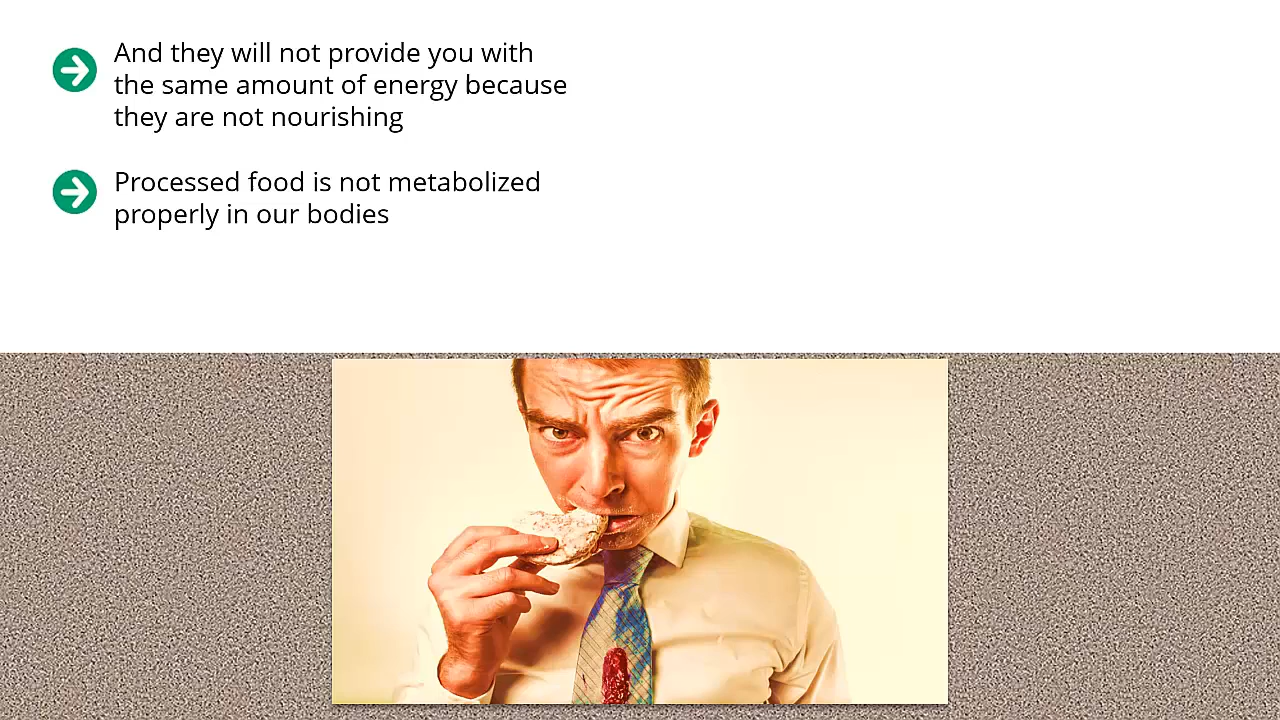 And they will not provide you with
the same amount of energy because
they are not nourishing
Processed food is not metabolized
properly in our bodies